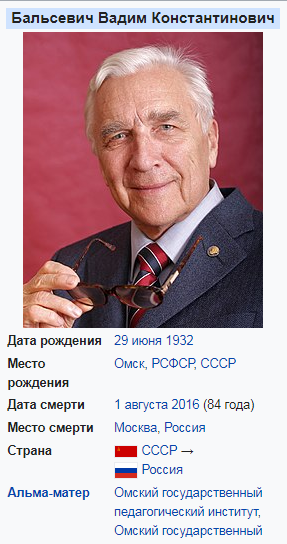 Бальсевич Вадим Константинович
Дата рождения 29 июня 1932
Место Омск, РСФСР, СССР
рождения
Дата смерти 1 августа 2016 (84 года)
Место смерти Москва, Россия
Страна СССР →
Россия
Альма-матер Омский государственный
педагогический институт,
Омский государственный